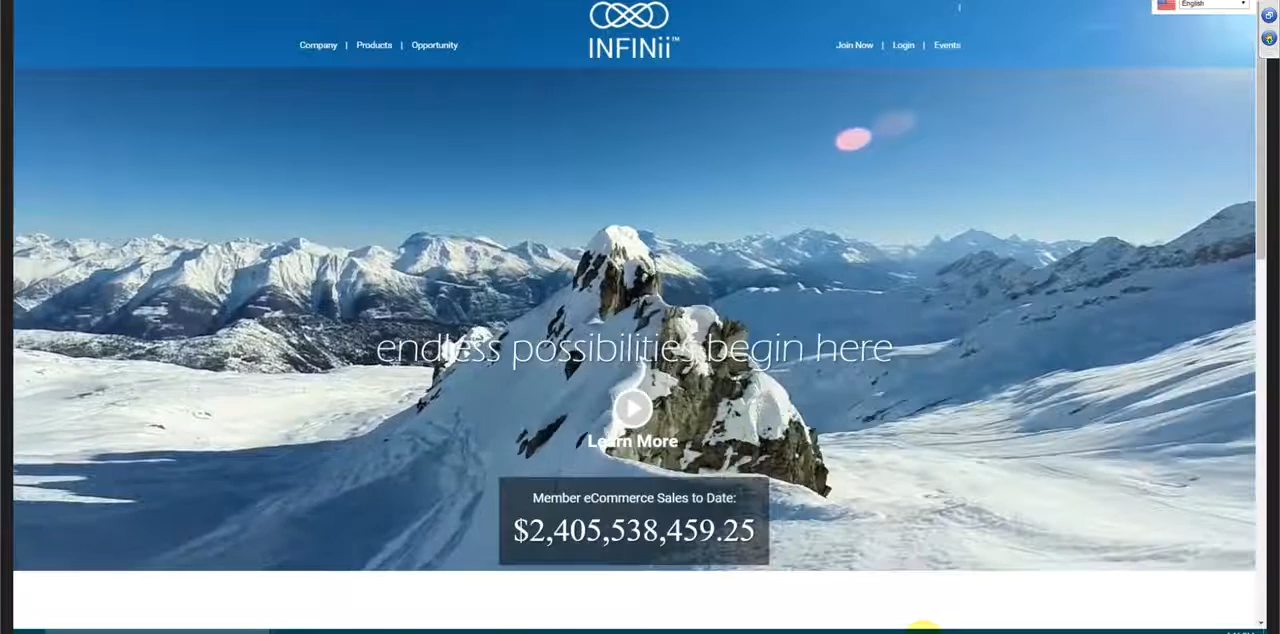 English
INFINii™
Company | Products | Opportunity
Join Now | Login | Events
endless possibilities begin here
Learn More
Member eCommerce Sales to Date:
$2,405,538,459.25